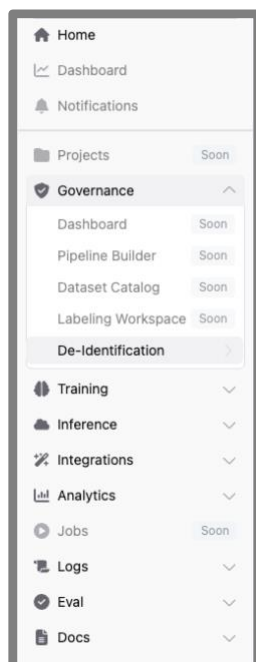 Home
Dashboard
Notifications
Projects Soon
Governance
Dashboard Soon
Pipeline Builder Soon
Dataset Catalog Soon
Labeling Workspace Soon
De-Identification
Training
Inference
Integrations
Analytics
Jobs Soon
Logs
Eval
Docs